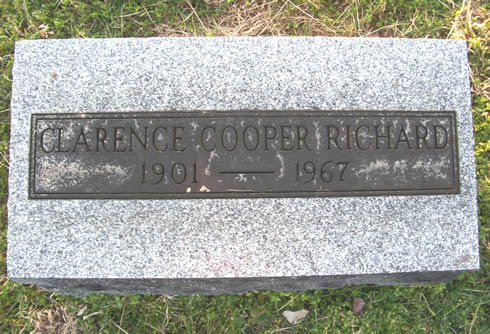 CLARENCE COOPER RICHARD
1901 — 1967